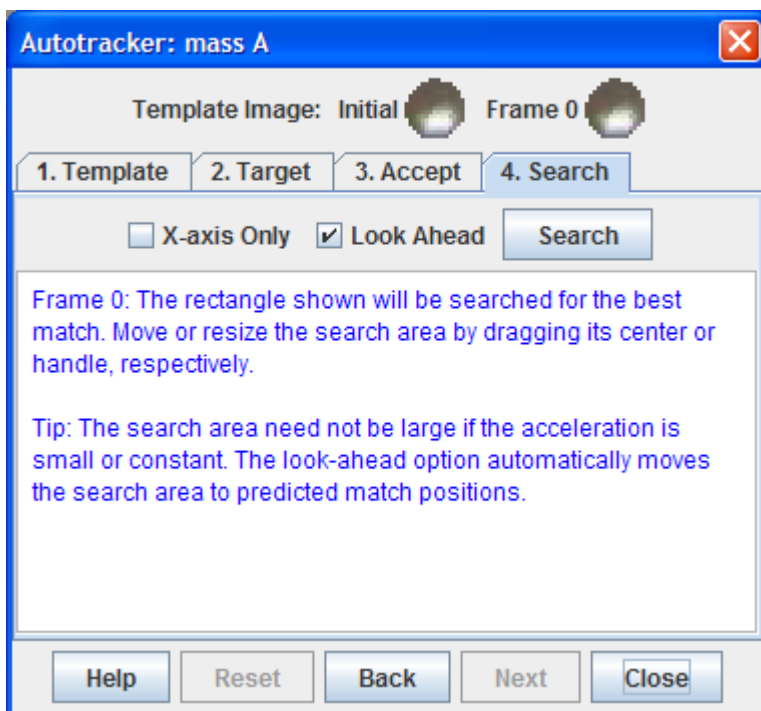 Autotracker: mass A
Template Image: Initial Frame 0
1. Template 2. Target 3. Accept 4. Search
X-axis Only Look Ahead Search
Frame 0: The rectangle shown will be searched for the best
match. Move or resize the search area by dragging its center or
handle, respectively.
Tip: The search area need not be large if the acceleration is
small or constant. The look-ahead option automatically moves
the search area to predicted match positions.
Help Reset Back Next Close